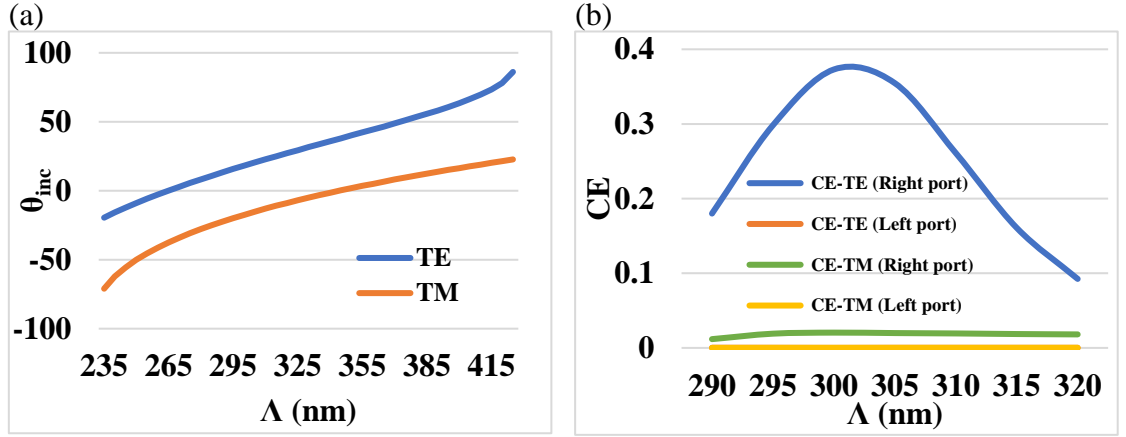 (a)
100
50
0
-50
-100
θinc
TE
TM
235 265 295 325 355 385 415
Λ (nm)
(b)
0.4
0.3
0.2
0.1
0
CE
CE-TE (Right port)
CE-TE (Left port)
CE-TM (Right port)
CE-TM (Left port)
290 295 300 305 310 315 320
Λ (nm)